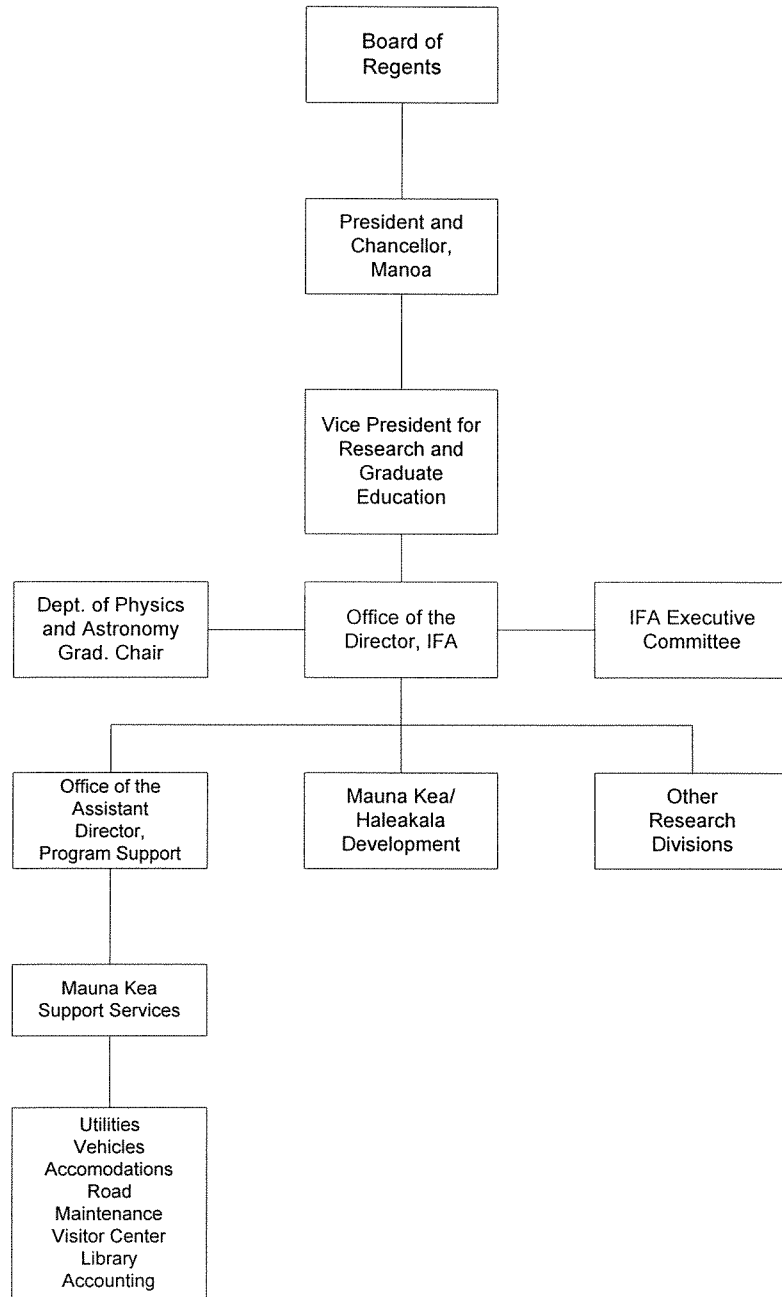 Board of
Regents
President and
Chancellor,
Manoa
Vice President for
Research and
Graduate
Education
Dept. of Physics
and Astronomy
Grad. Chair
Office of the
Director, IFA
IFA Executive
Committee
Office of the
Assistant
Director,
Program Support
Mauna Kea/
Haleakala
Development
Other
Research
Divisions
Mauna Kea
Support Services
Utilities
Vehicles
Accomodations
Road
Maintenance
Visitor Center
Library
Accounting